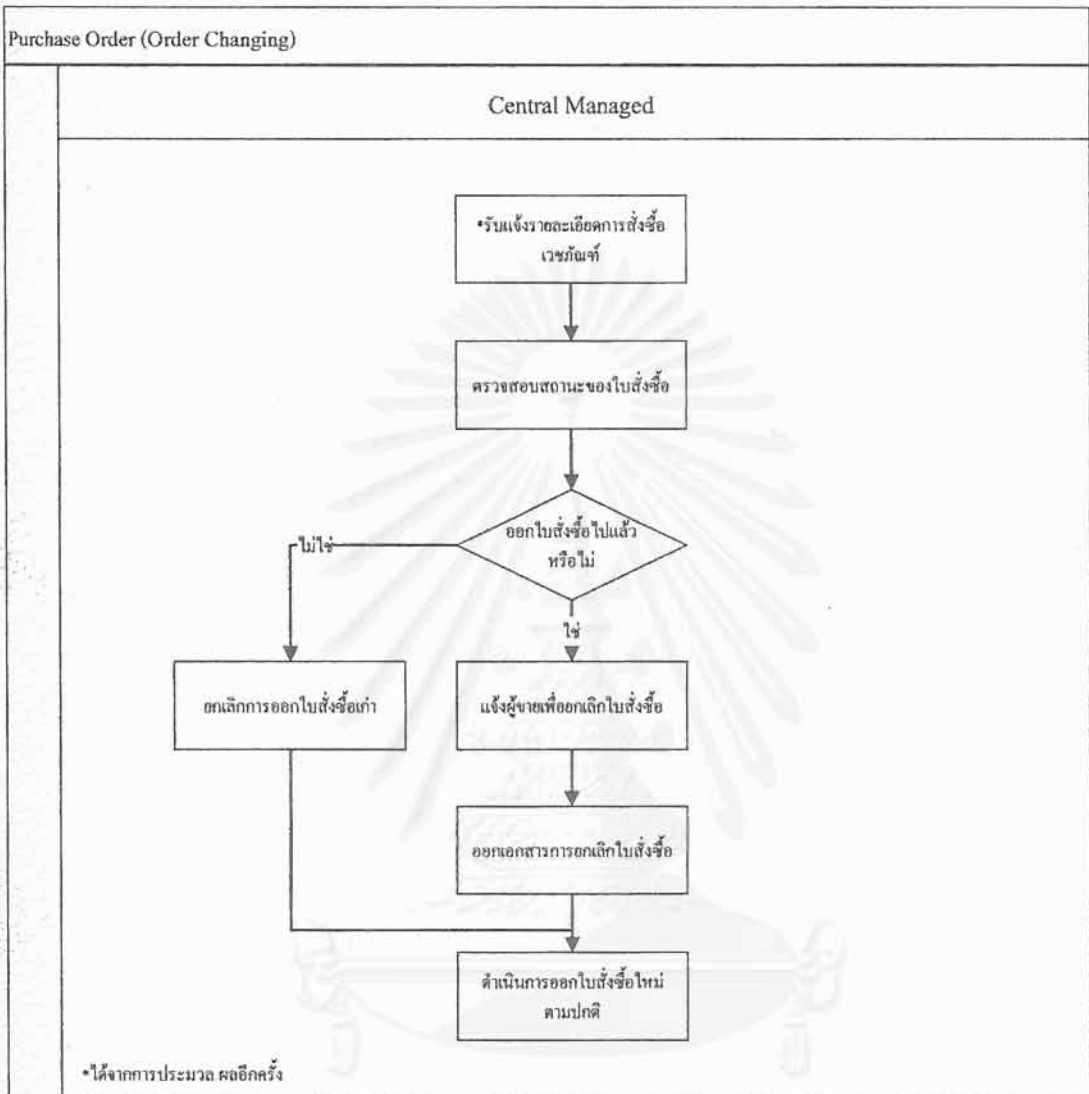 Purchase Order (Order Changing)
Central Managed
*รับแจ้งรายละเอียดการสั่งซื้อ
เวชภัณฑ์
ตรวจสอบสถานะของใบสั่งซื้อ
ออกใบสั่งซื้อไปแล้ว
หรือไม่
ไม่ใช่
ใช่
ยกเลิกการออกใบสั่งซื้อเก่า
แจ้งผู้ขายเพื่อยกเลิกใบสั่งซื้อ
ออกเอกสารการยกเลิกใบสั่งซื้อ
ดำเนินการออกใบสั่งซื้อใหม่
ตามปกติ
*ได้จากการประมวล ผลอีกครั้ง